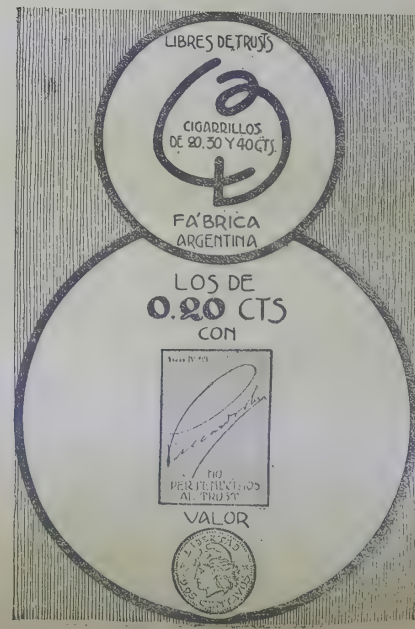 LIBRES DE TRUSTS
CIGARRILLOS
DE 20, 30 Y 40 CTS.
FÁBRICA
ARGENTINA
LOS DE
0.20 CTS
CON
NO
PERTENECEMOS
AL TRUST
VALOR
LIBERTAD